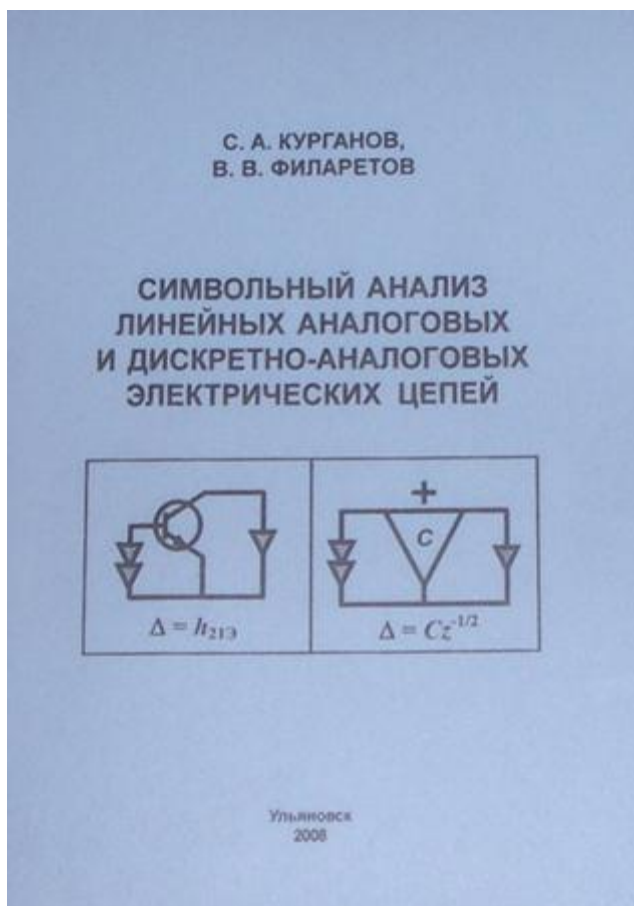 С. А. КУРГАНОВ,
В. В. ФИЛАРЕТОВ
СИМВОЛЬНЫЙ АНАЛИЗ
ЛИНЕЙНЫХ АНАЛОГОВЫХ
И ДИСКРЕТНО-АНАЛОГОВЫХ
ЭЛЕКТРИЧЕСКИХ ЦЕПЕЙ
+
C
Δ = h₂₁Э
Δ = Cz⁻¹/²
Ульяновск
2008